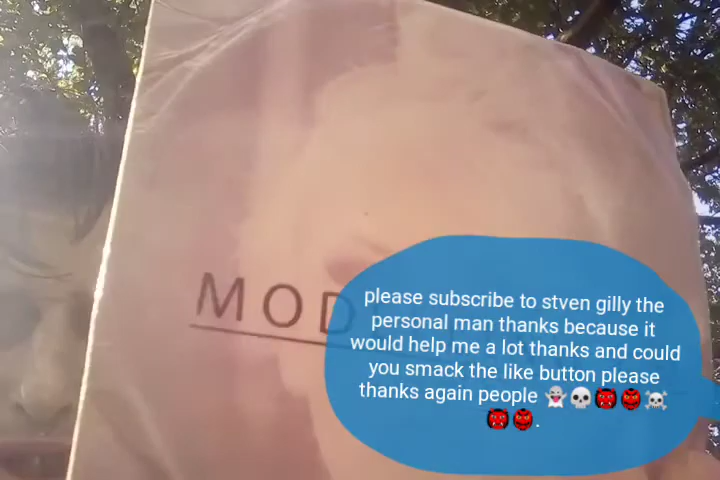 MOD
please subscribe to stven gilly the
personal man thanks because it
would help me a lot thanks and could
you smack the like button please
thanks again people 👻💀👹👹☠️
👹👹.